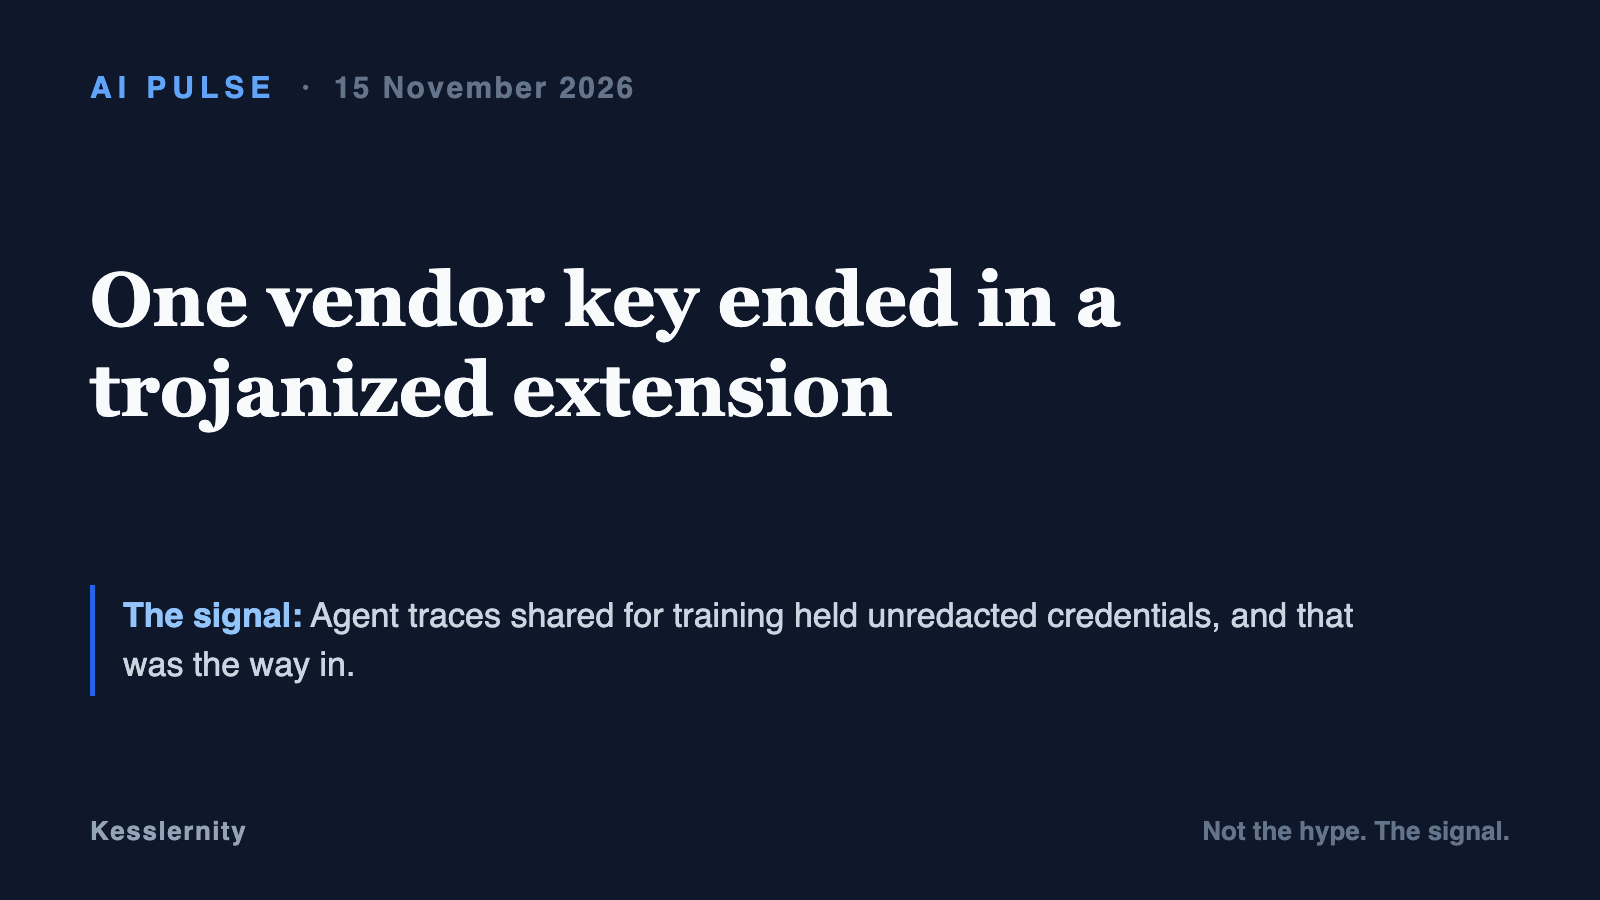 AI PULSE · 15 November 2026
One vendor key ended in a
trojanized extension
The signal: Agent traces shared for training held unredacted credentials, and that
was the way in.
Kesslernity
Not the hype. The signal.